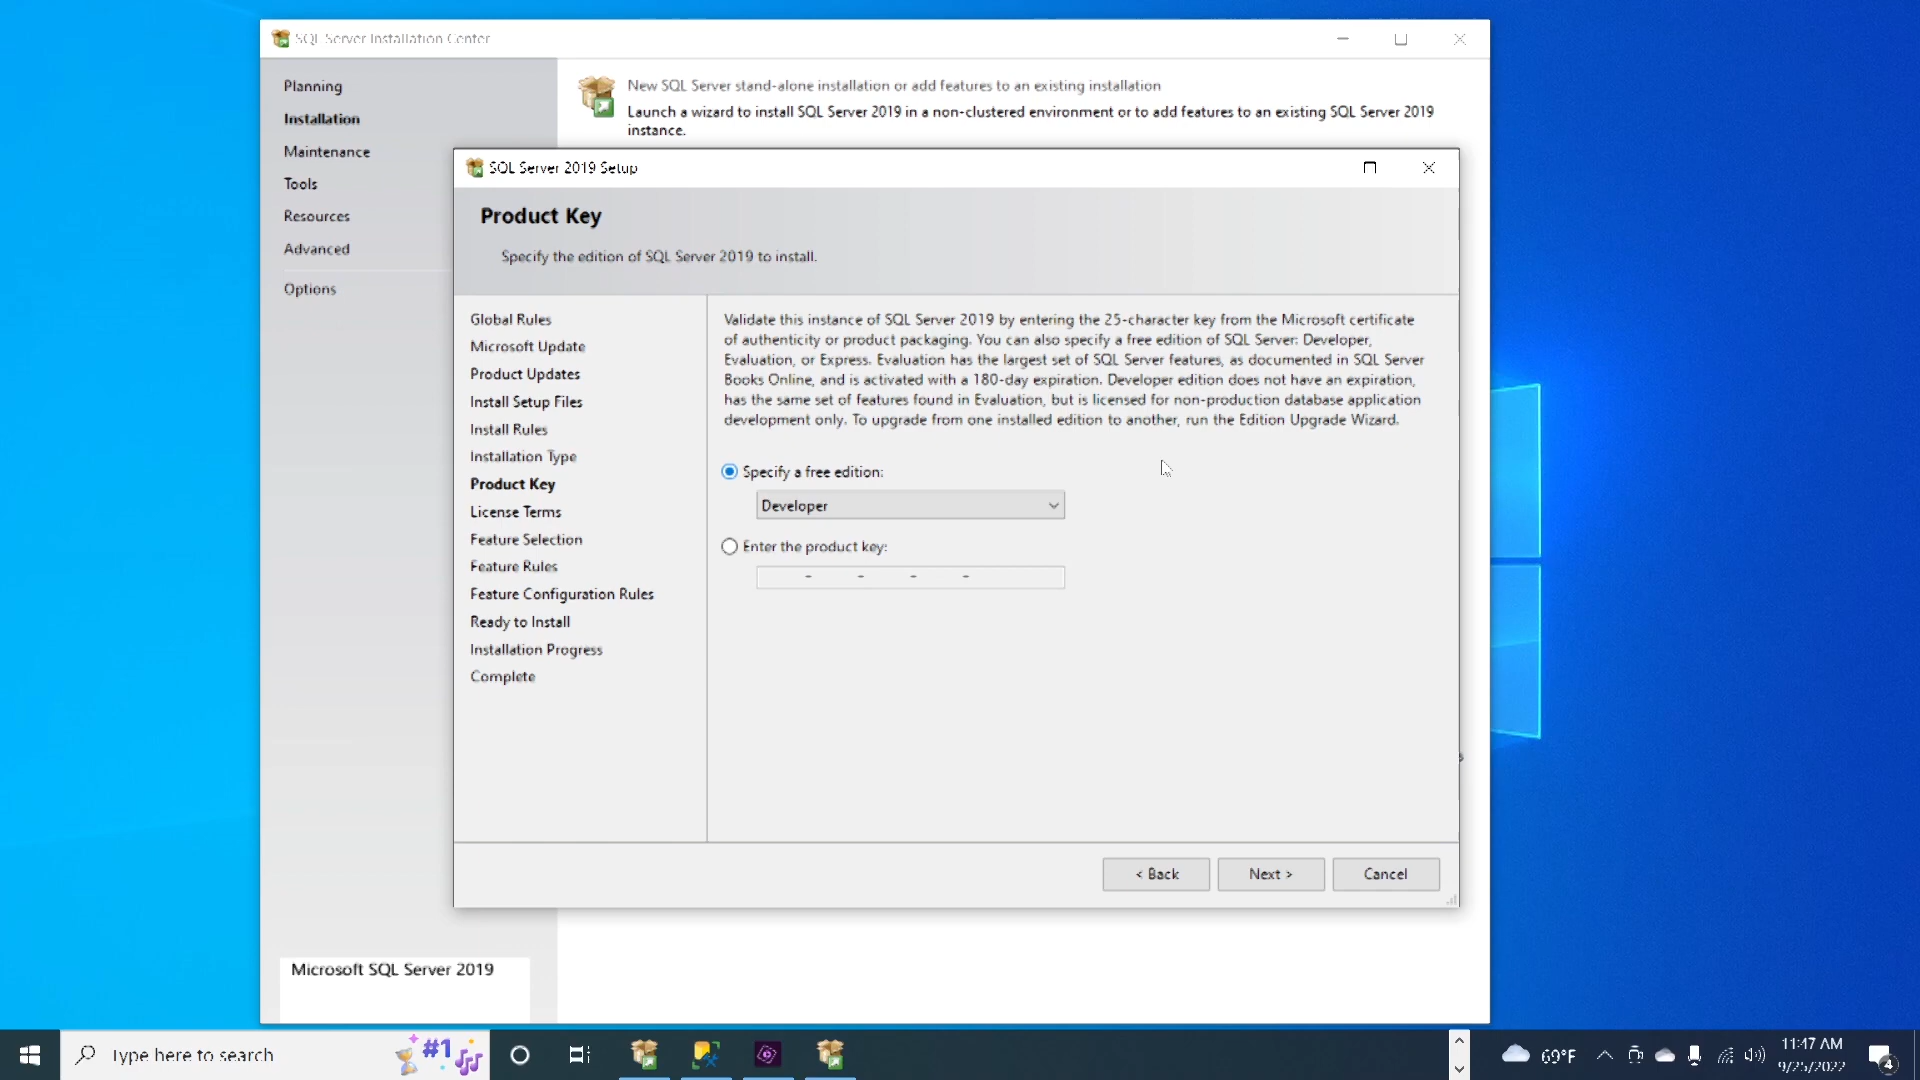 SQL Server Installation Center
Planning
Installation
Maintenance
Tools
Resources
Advanced
Options
New SQL Server stand-alone installation or add features to an existing installation
Launch a wizard to install SQL Server 2019 in a non-clustered environment or to add features to an existing SQL Server 2019
instance.
SQL Server 2019 Setup
Product Key
Specify the edition of SQL Server 2019 to install.
Global Rules
Microsoft Update
Product Updates
Install Setup Files
Install Rules
Installation Type
Product Key
License Terms
Feature Selection
Feature Rules
Feature Configuration Rules
Ready to Install
Installation Progress
Complete
Validate this instance of SQL Server 2019 by entering the 25-character key from the Microsoft certificate
of authenticity or product packaging. You can also specify a free edition of SQL Server: Developer,
Evaluation, or Express. Evaluation has the largest set of SQL Server features, as documented in SQL Server
Books Online, and is activated with a 180-day expiration. Developer edition does not have an expiration,
has the same set of features found in Evaluation, but is licensed for non-production database application
development only. To upgrade from one installed edition to another, run the Edition Upgrade Wizard.
Specify a free edition:
Developer
Enter the product key:
- - - -
< Back
Next >
Cancel
Microsoft SQL Server 2019
Type here to search
#1
69°F
11:47 AM
9/25/2022
4